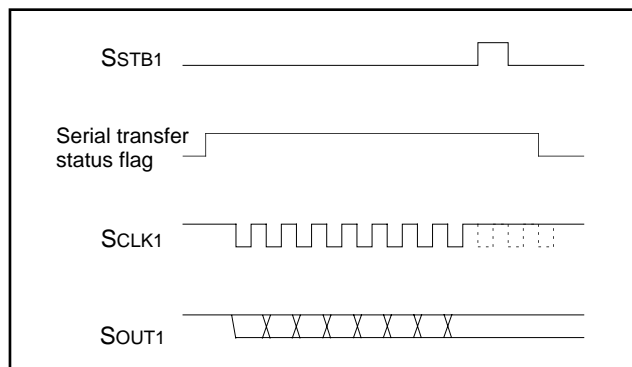 SSTB1
Serial transfer
status flag
SCLK1
SOUT1